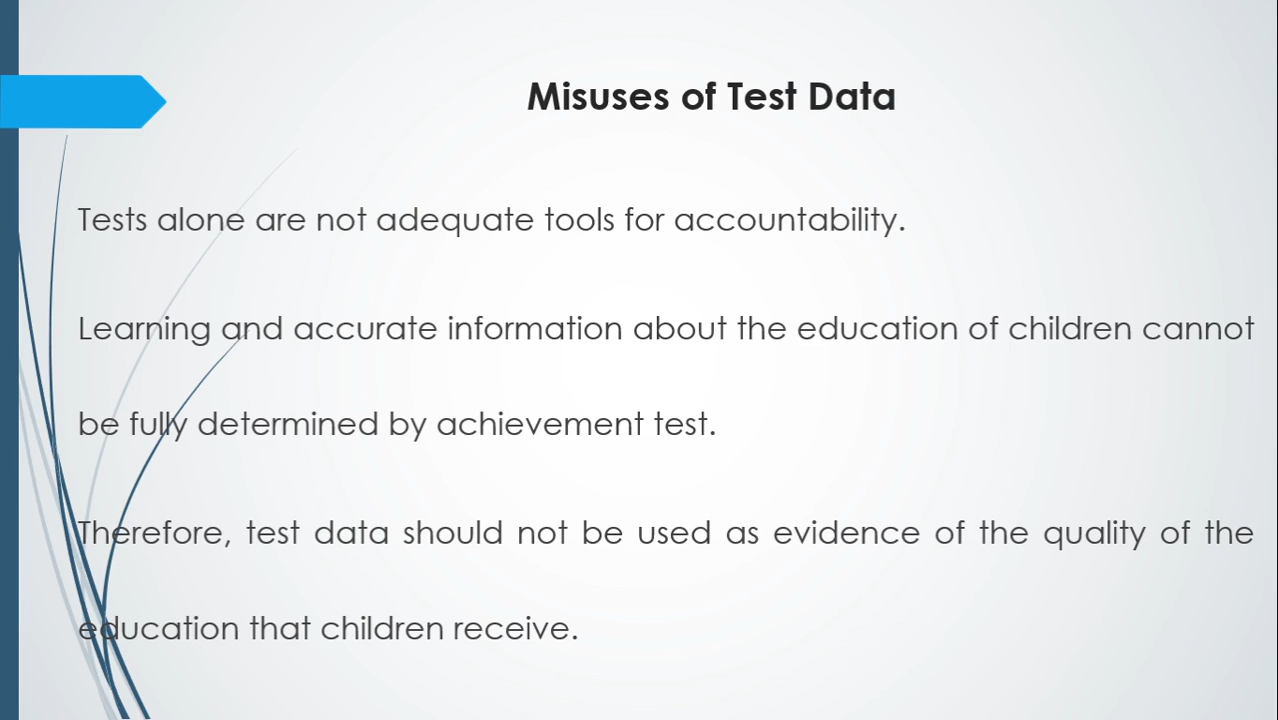 Misuses of Test Data
Tests alone are not adequate tools for accountability.
Learning and accurate information about the education of children cannot
be fully determined by achievement test.
Therefore, test data should not be used as evidence of the quality of the
education that children receive.